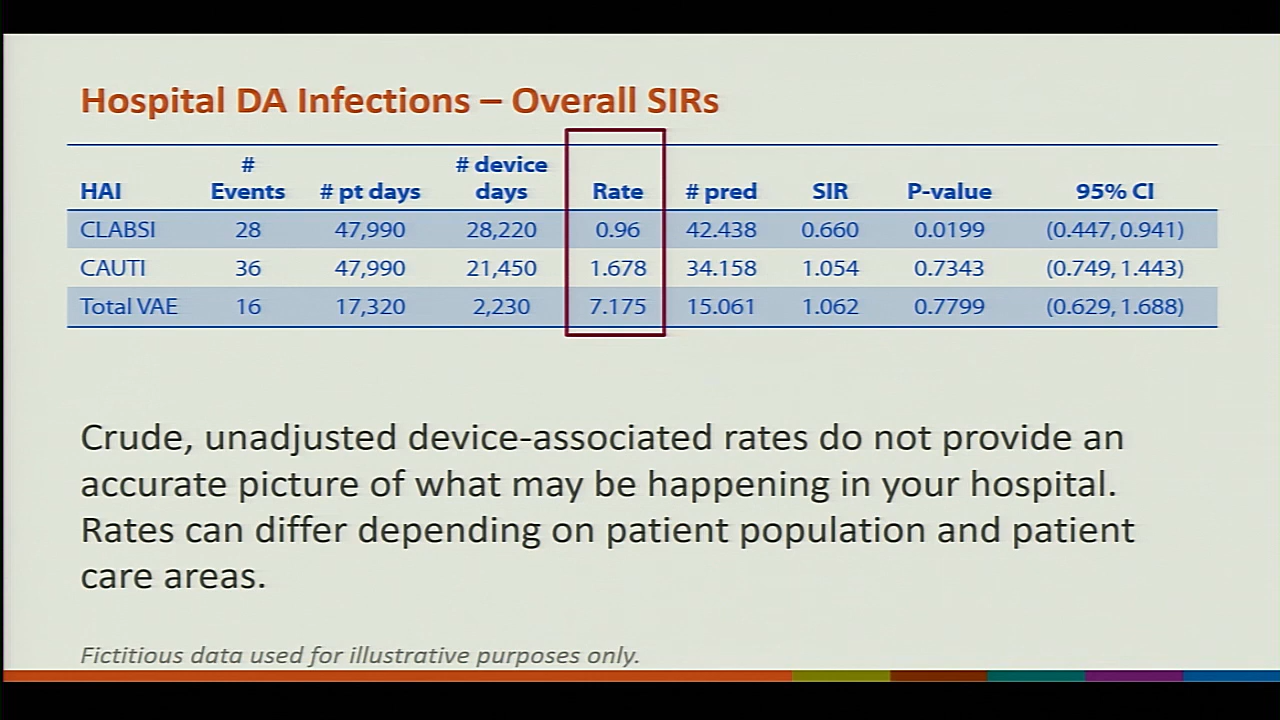 Hospital DA Infections – Overall SIRs
HAI # Events # pt days # device days Rate # pred SIR P-value 95% CI
CLABSI 28 47,990 28,220 0.96 42.438 0.660 0.0199 (0.447, 0.941)
CAUTI 36 47,990 21,450 1.678 34.158 1.054 0.7343 (0.749, 1.443)
Total VAE 16 17,320 2,230 7.175 15.061 1.062 0.7799 (0.629, 1.688)
Crude, unadjusted device-associated rates do not provide an
accurate picture of what may be happening in your hospital.
Rates can differ depending on patient population and patient
care areas.
Fictitious data used for illustrative purposes only.